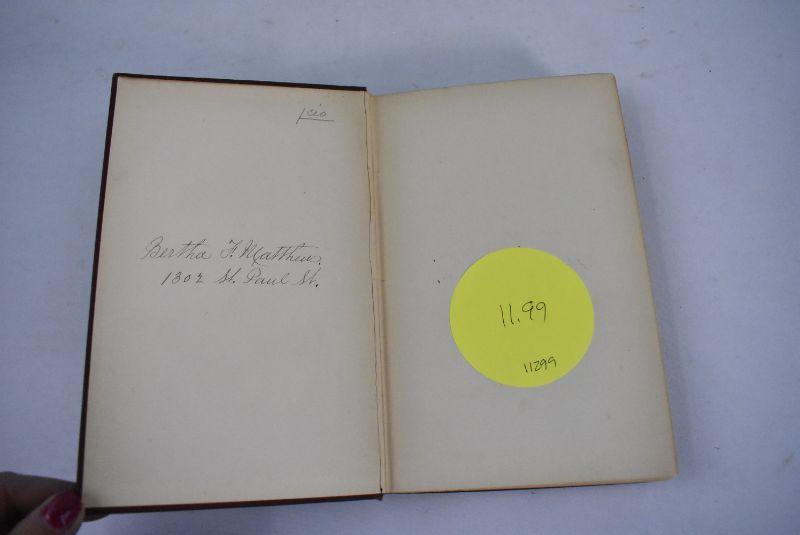 Bertha F. Matthews.
1302 St. Paul St.
11.99
11299